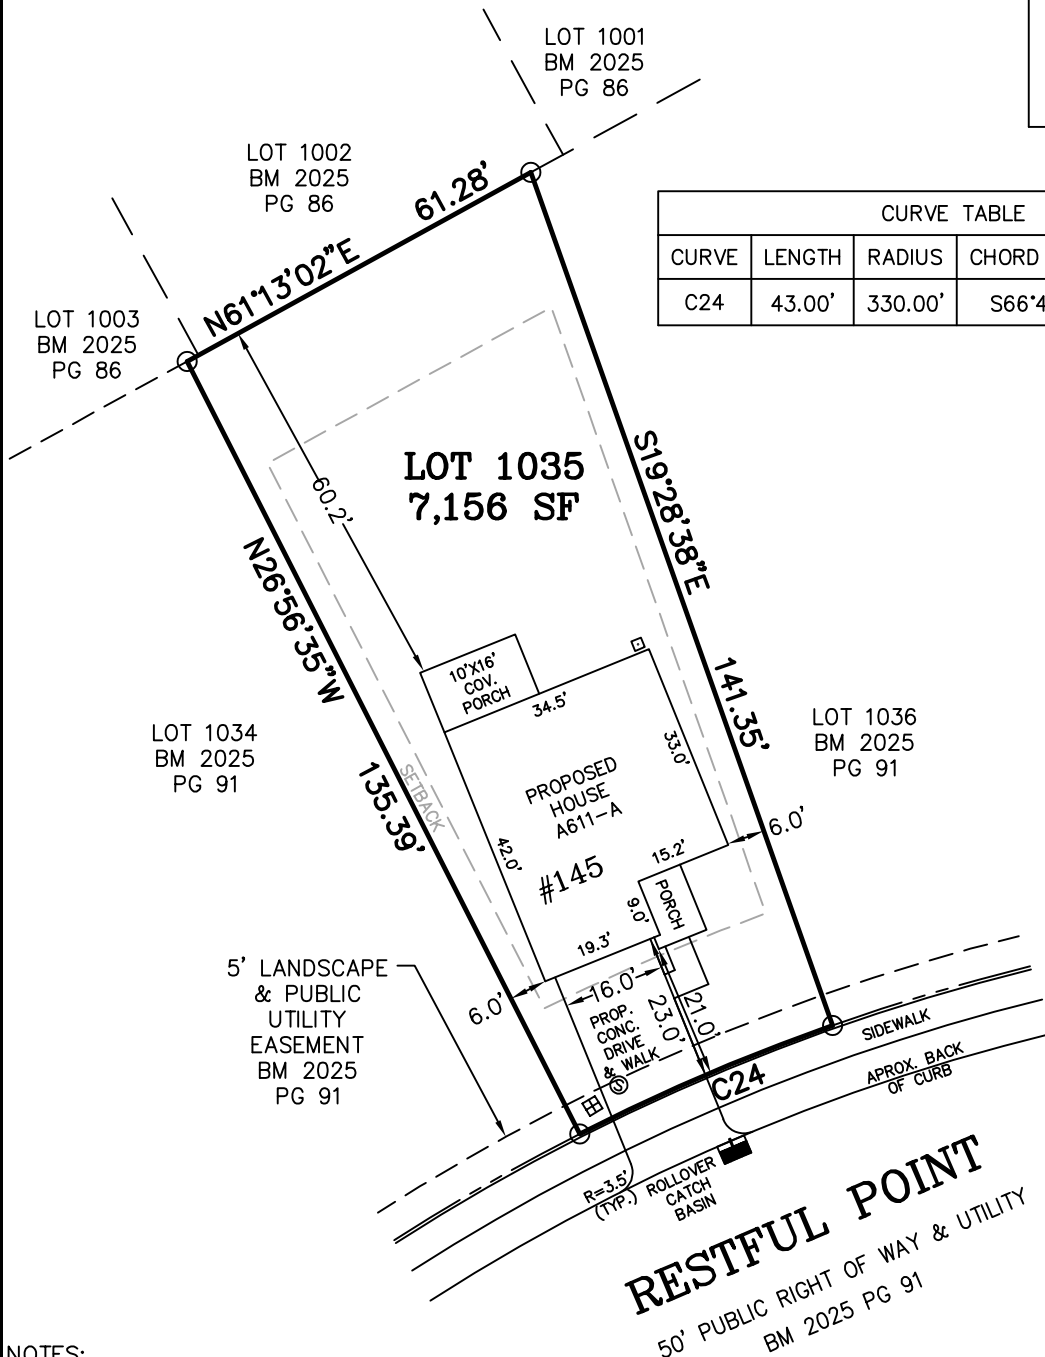 LOT 1001
BM 2025
PG 86
LOT 1002
BM 2025
PG 86
61.28'
N61°13'02"E
CURVE TABLE
CURVE LENGTH RADIUS CHORD
C24 43.00' 330.00' S66°4
LOT 1003
BM 2025
PG 86
LOT 1035
7,156 SF
60.2'
S19°28'38"E
141.35'
N26°56'35"W
135.39'
SETBACK
10'X16'
COV.
PORCH
34.5'
33.0'
LOT 1034
BM 2025
PG 91
LOT 1036
BM 2025
PG 91
PROPOSED
HOUSE
A611-A
#145
42.0'
15.2'
6.0'
PORCH
9.0'
19.3'
5' LANDSCAPE
& PUBLIC
UTILITY
EASEMENT
BM 2025
PG 91
6.0'
16.0'
PROP.
CONC.
DRIVE
& WALK
23.0'
21.0'
S
C24
SIDEWALK
APROX. BACK
OF CURB
R=3.5'
(TYP.)
ROLLOVER
CATCH
BASIN
RESTFUL POINT
50' PUBLIC RIGHT OF WAY & UTILITY
BM 2025 PG 91
NOTES: